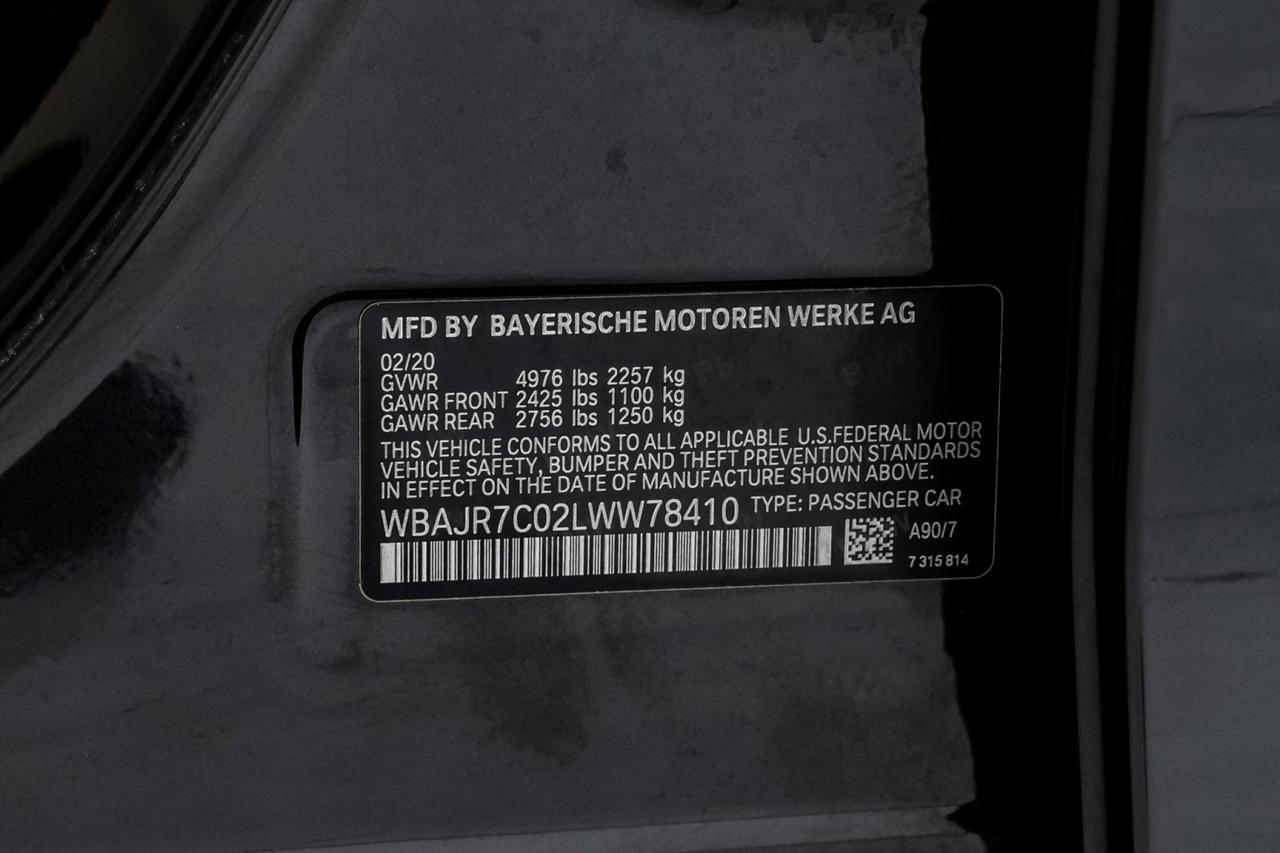 MFD BY BAYERISCHE MOTOREN WERKE AG
02/20
GVWR 4976 lbs 2257 kg
GAWR FRONT 2425 lbs 1100 kg
GAWR REAR 2756 lbs 1250 kg
THIS VEHICLE CONFORMS TO ALL APPLICABLE U.S.FEDERAL MOTOR
VEHICLE SAFETY, BUMPER AND THEFT PREVENTION STANDARDS
IN EFFECT ON THE DATE OF MANUFACTURE SHOWN ABOVE.
WBAJR7C02LWW78410 TYPE: PASSENGER CAR
A90/7
7 315 814